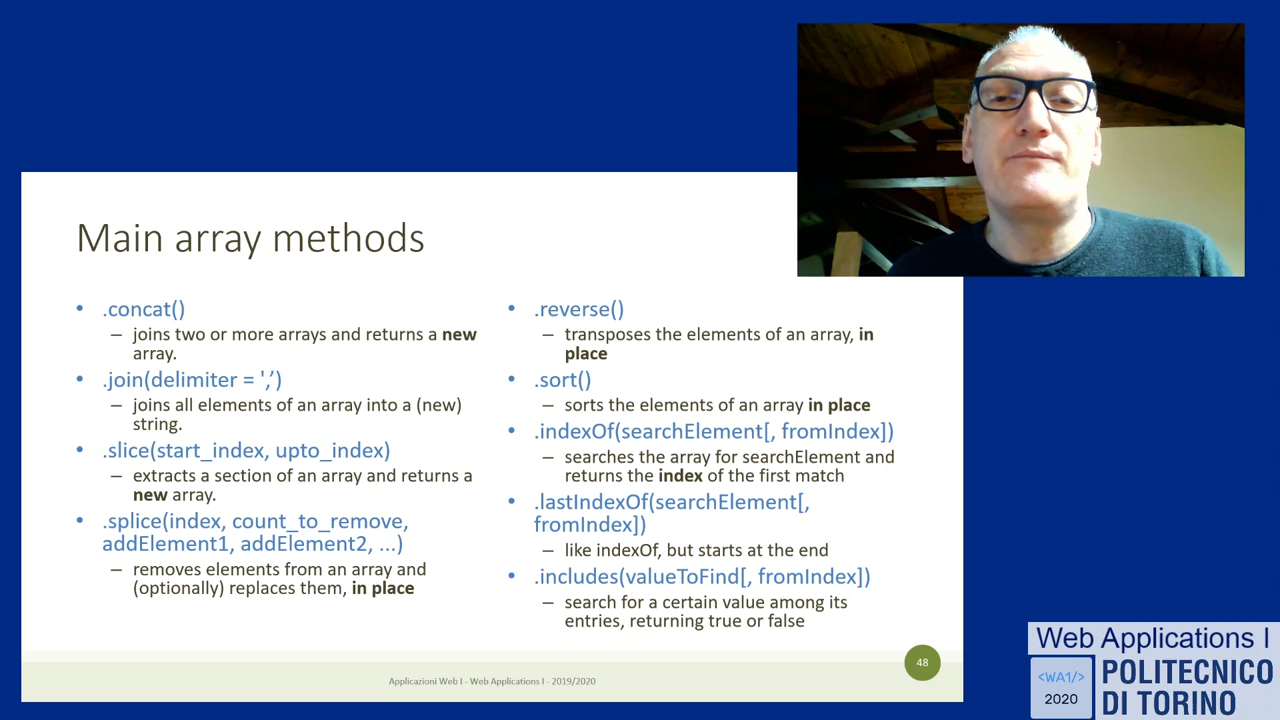 Main array methods
• .concat()
– joins two or more arrays and returns a new
array.
• .join(delimiter = ',’)
– joins all elements of an array into a (new)
string.
• .slice(start_index, upto_index)
– extracts a section of an array and returns a
new array.
• .splice(index, count_to_remove,
addElement1, addElement2, ...)
– removes elements from an array and
(optionally) replaces them, in place
• .reverse()
– transposes the elements of an array, in
place
• .sort()
– sorts the elements of an array in place
• .indexOf(searchElement[, fromIndex])
– searches the array for searchElement and
returns the index of the first match
• .lastIndexOf(searchElement[,
fromIndex])
– like indexOf, but starts at the end
• .includes(valueToFind[, fromIndex])
– search for a certain value among its
entries, returning true or false
Applicazioni Web I - Web Applications I - 2019/2020
48
Web Applications I
<WA1/>
2020
POLITECNICO
DI TORINO